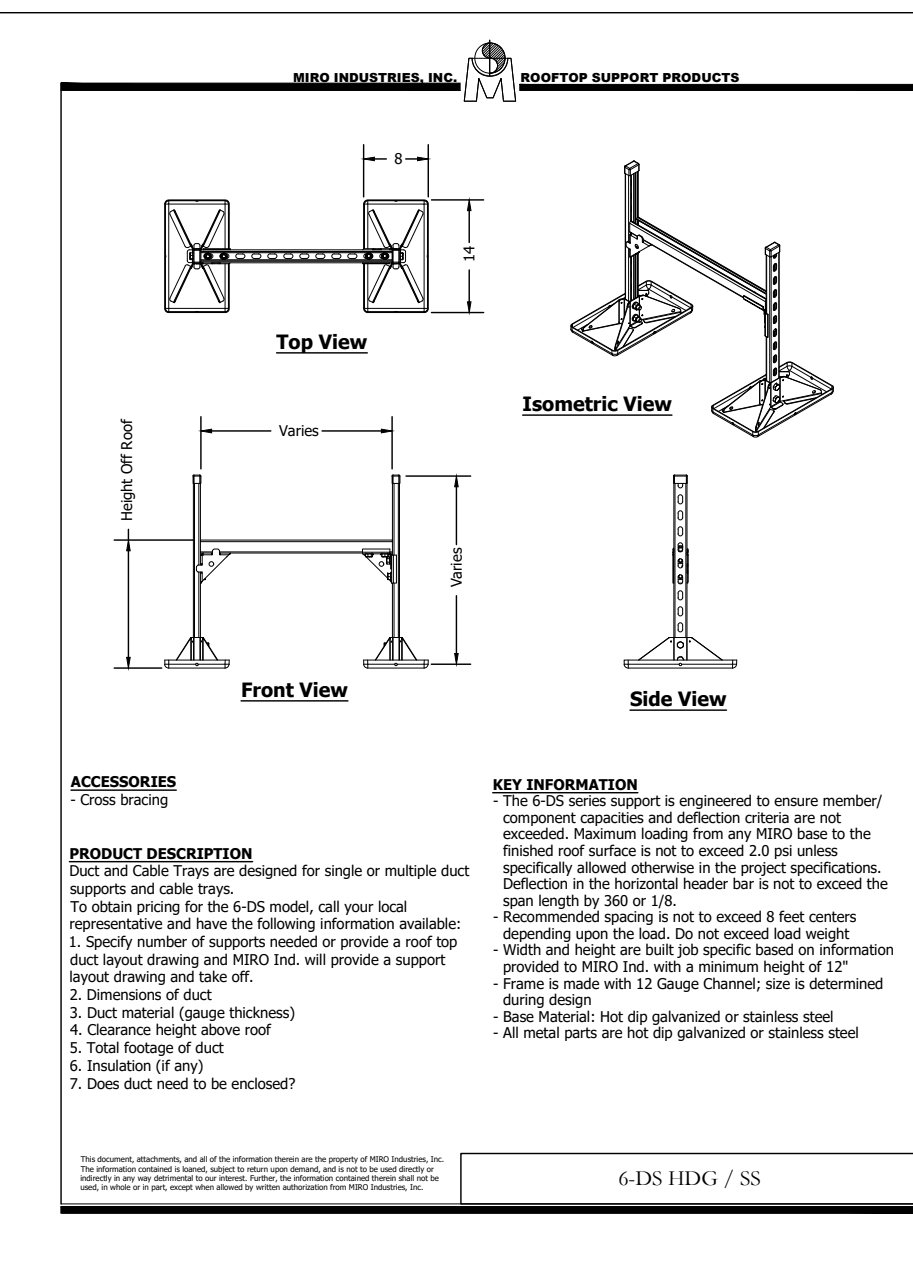 MIRO INDUSTRIES, INC. ROOFTOP SUPPORT PRODUCTS
8
14
Top View
Isometric View
Varies
Height Off Roof
Varies
Front View
Side View
ACCESSORIES
- Cross bracing
PRODUCT DESCRIPTION
Duct and Cable Trays are designed for single or multiple duct
supports and cable trays.
To obtain pricing for the 6-DS model, call your local
representative and have the following information available:
1. Specify number of supports needed or provide a roof top
duct layout drawing and MIRO Ind. will provide a support
layout drawing and take off.
2. Dimensions of duct
3. Duct material (gauge thickness)
4. Clearance height above roof
5. Total footage of duct
6. Insulation (if any)
7. Does duct need to be enclosed?
KEY INFORMATION
- The 6-DS series support is engineered to ensure member/
component capacities and deflection criteria are not
exceeded. Maximum loading from any MIRO base to the
finished roof surface is not to exceed 2.0 psi unless
specifically allowed otherwise in the project specifications.
Deflection in the horizontal header bar is not to exceed the
span length by 360 or 1/8.
- Recommended spacing is not to exceed 8 feet centers
depending upon the load. Do not exceed load weight
- Width and height are built job specific based on information
provided to MIRO Ind. with a minimum height of 12"
- Frame is made with 12 Gauge Channel; size is determined
during design
- Base Material: Hot dip galvanized or stainless steel
- All metal parts are hot dip galvanized or stainless steel
This document, attachments, and all of the information therein are the property of MIRO Industries, Inc.
The information contained is loaned, subject to return upon demand, and is not to be used directly or
indirectly in any way detrimental to our interest. Further, the information contained therein shall not be
used, in whole or in part, except when allowed by written authorization from MIRO Industries, Inc.
6-DS HDG / SS